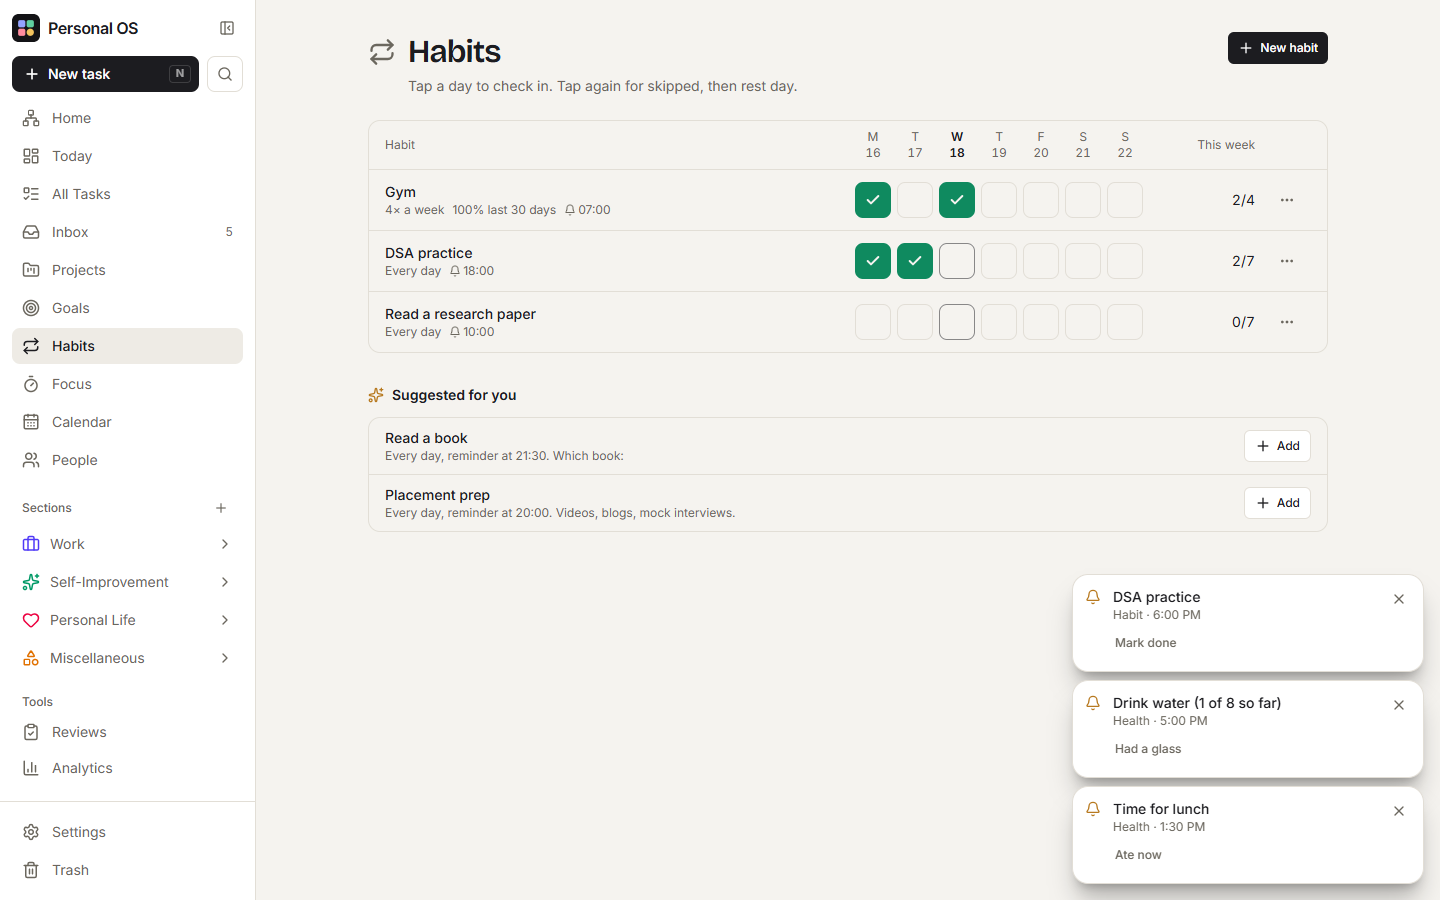 Personal OS
New task N
Home
Today
All Tasks
Inbox 5
Projects
Goals
Habits
Focus
Calendar
People
Sections
Work
Self-Improvement
Personal Life
Miscellaneous
Tools
Reviews
Analytics
Settings
Trash
Habits
New habit
Tap a day to check in. Tap again for skipped, then rest day.
Habit M T W T F S S This week
16 17 18 19 20 21 22
Gym
4× a week 100% last 30 days 07:00
2/4
DSA practice
Every day 18:00
2/7
Read a research paper
Every day 10:00
0/7
Suggested for you
Read a book
Every day, reminder at 21:30. Which book:
Add
Placement prep
Every day, reminder at 20:00. Videos, blogs, mock interviews.
Add
DSA practice
Habit · 6:00 PM
Mark done
Drink water (1 of 8 so far)
Health · 5:00 PM
Had a glass
Time for lunch
Health · 1:30 PM
Ate now